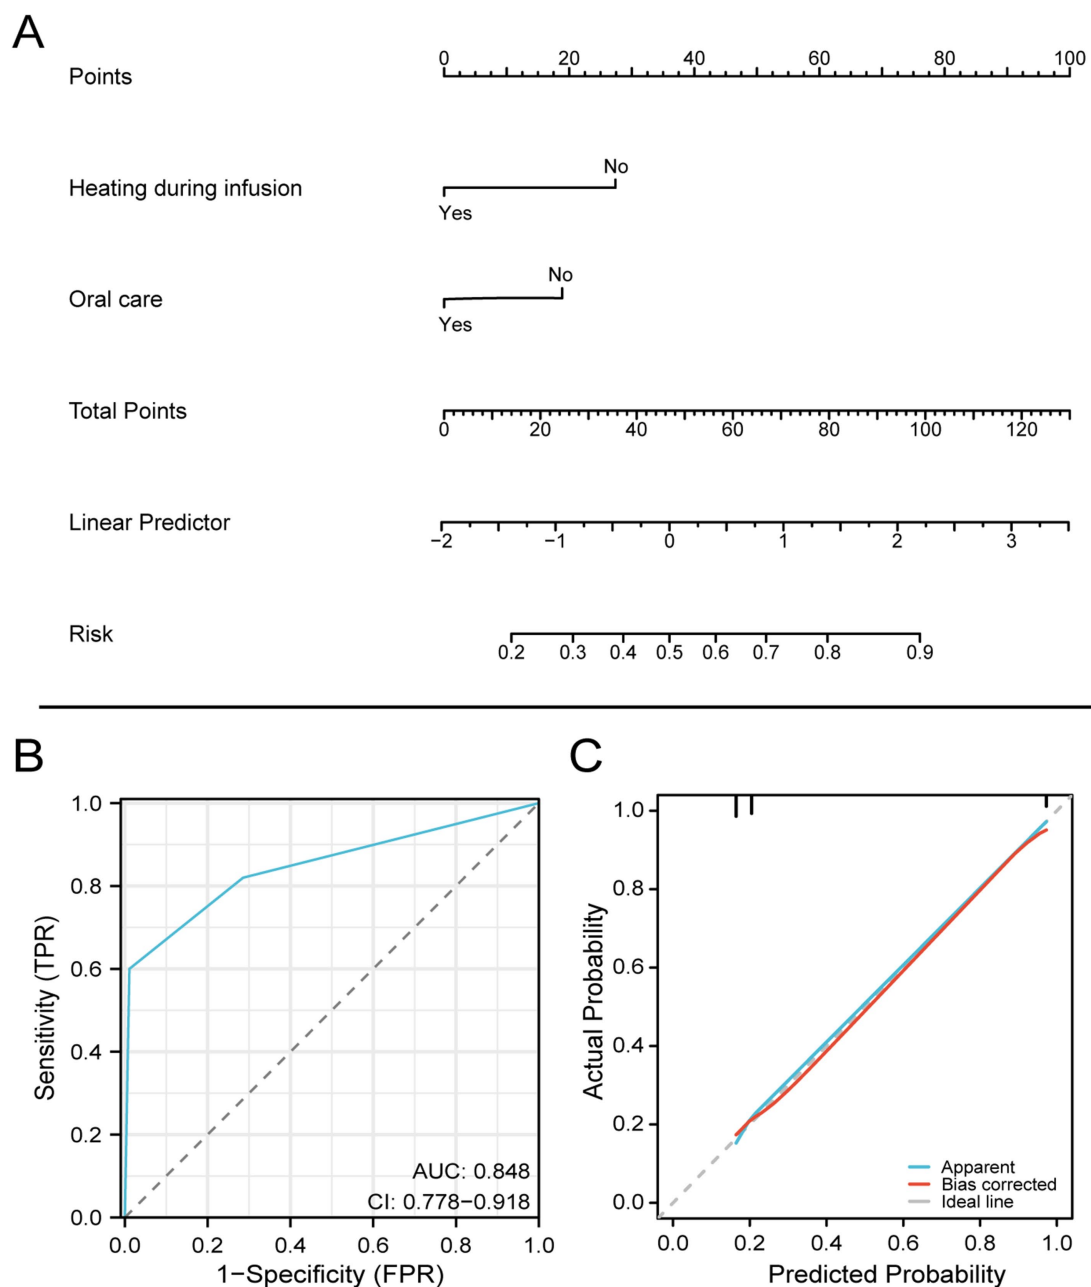 A
Points
0 20 40 60 80 100
Heating during infusion
No
Yes
Oral care
No
Yes
Total Points
0 20 40 60 80 100 120
Linear Predictor
−2 −1 0 1 2 3
Risk
0.2 0.3 0.4 0.5 0.6 0.7 0.8 0.9
B
Sensitivity (TPR)
1.0
0.8
0.6
0.4
0.2
0.0
AUC: 0.848
CI: 0.778−0.918
0.0 0.2 0.4 0.6 0.8 1.0
1−Specificity (FPR)
C
Actual Probability
1.0
0.8
0.6
0.4
0.2
0.0
Apparent
Bias corrected
Ideal line
0.0 0.2 0.4 0.6 0.8 1.0
Predicted Probability